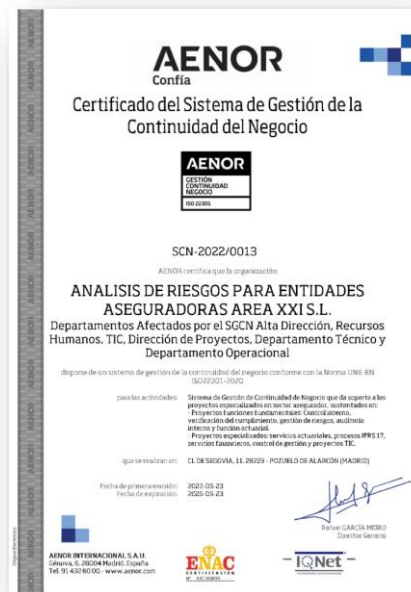 AENOR
Confía
Certificado del Sistema de Gestión de la
Continuidad del Negocio
AENOR
GESTIÓN
CONTINUIDAD
NEGOCIO
ISO 22301
SCN-2022/0013
AENOR certifica que la organización
ANALISIS DE RIESGOS PARA ENTIDADES
ASEGURADORAS AREA XXI S.L.
Departamentos Afectados por el SGCN Alta Dirección, Recursos
Humanos, TIC, Dirección de Proyectos, Departamento Técnico y
Departamento Operacional
dispone de un sistema de gestión de la continuidad del negocio conforme con la Norma UNE-EN
ISO22301-2020
para las actividades: Sistema de Gestión de Continuidad de Negocio que da soporte a los
proyectos especializados en sector asegurador, sustentados en:
- Proyectos funciones fundamentales: Control interno,
verificación del cumplimiento, gestión de riesgos, auditoría
interna y función actuarial.
- Proyectos especializados: servicios actuariales, procesos IFRS 17,
servicios financieros, control de gestión y proyectos TIC.
que se realizan en: CL DE SEGOVIA, 11. 28223 - POZUELO DE ALARCÓN (MADRID)
Fecha de primera emisión: 2022-05-23
Fecha de expiración: 2025-05-23
Rafael GARCÍA MEIRO
Director General
AENOR INTERNACIONAL S.A.U.
Génova, 6. 28004 Madrid. España
Tel. 91 432 60 00.- www.aenor.com
ENAC
CERTIFICACIÓN
IQNet